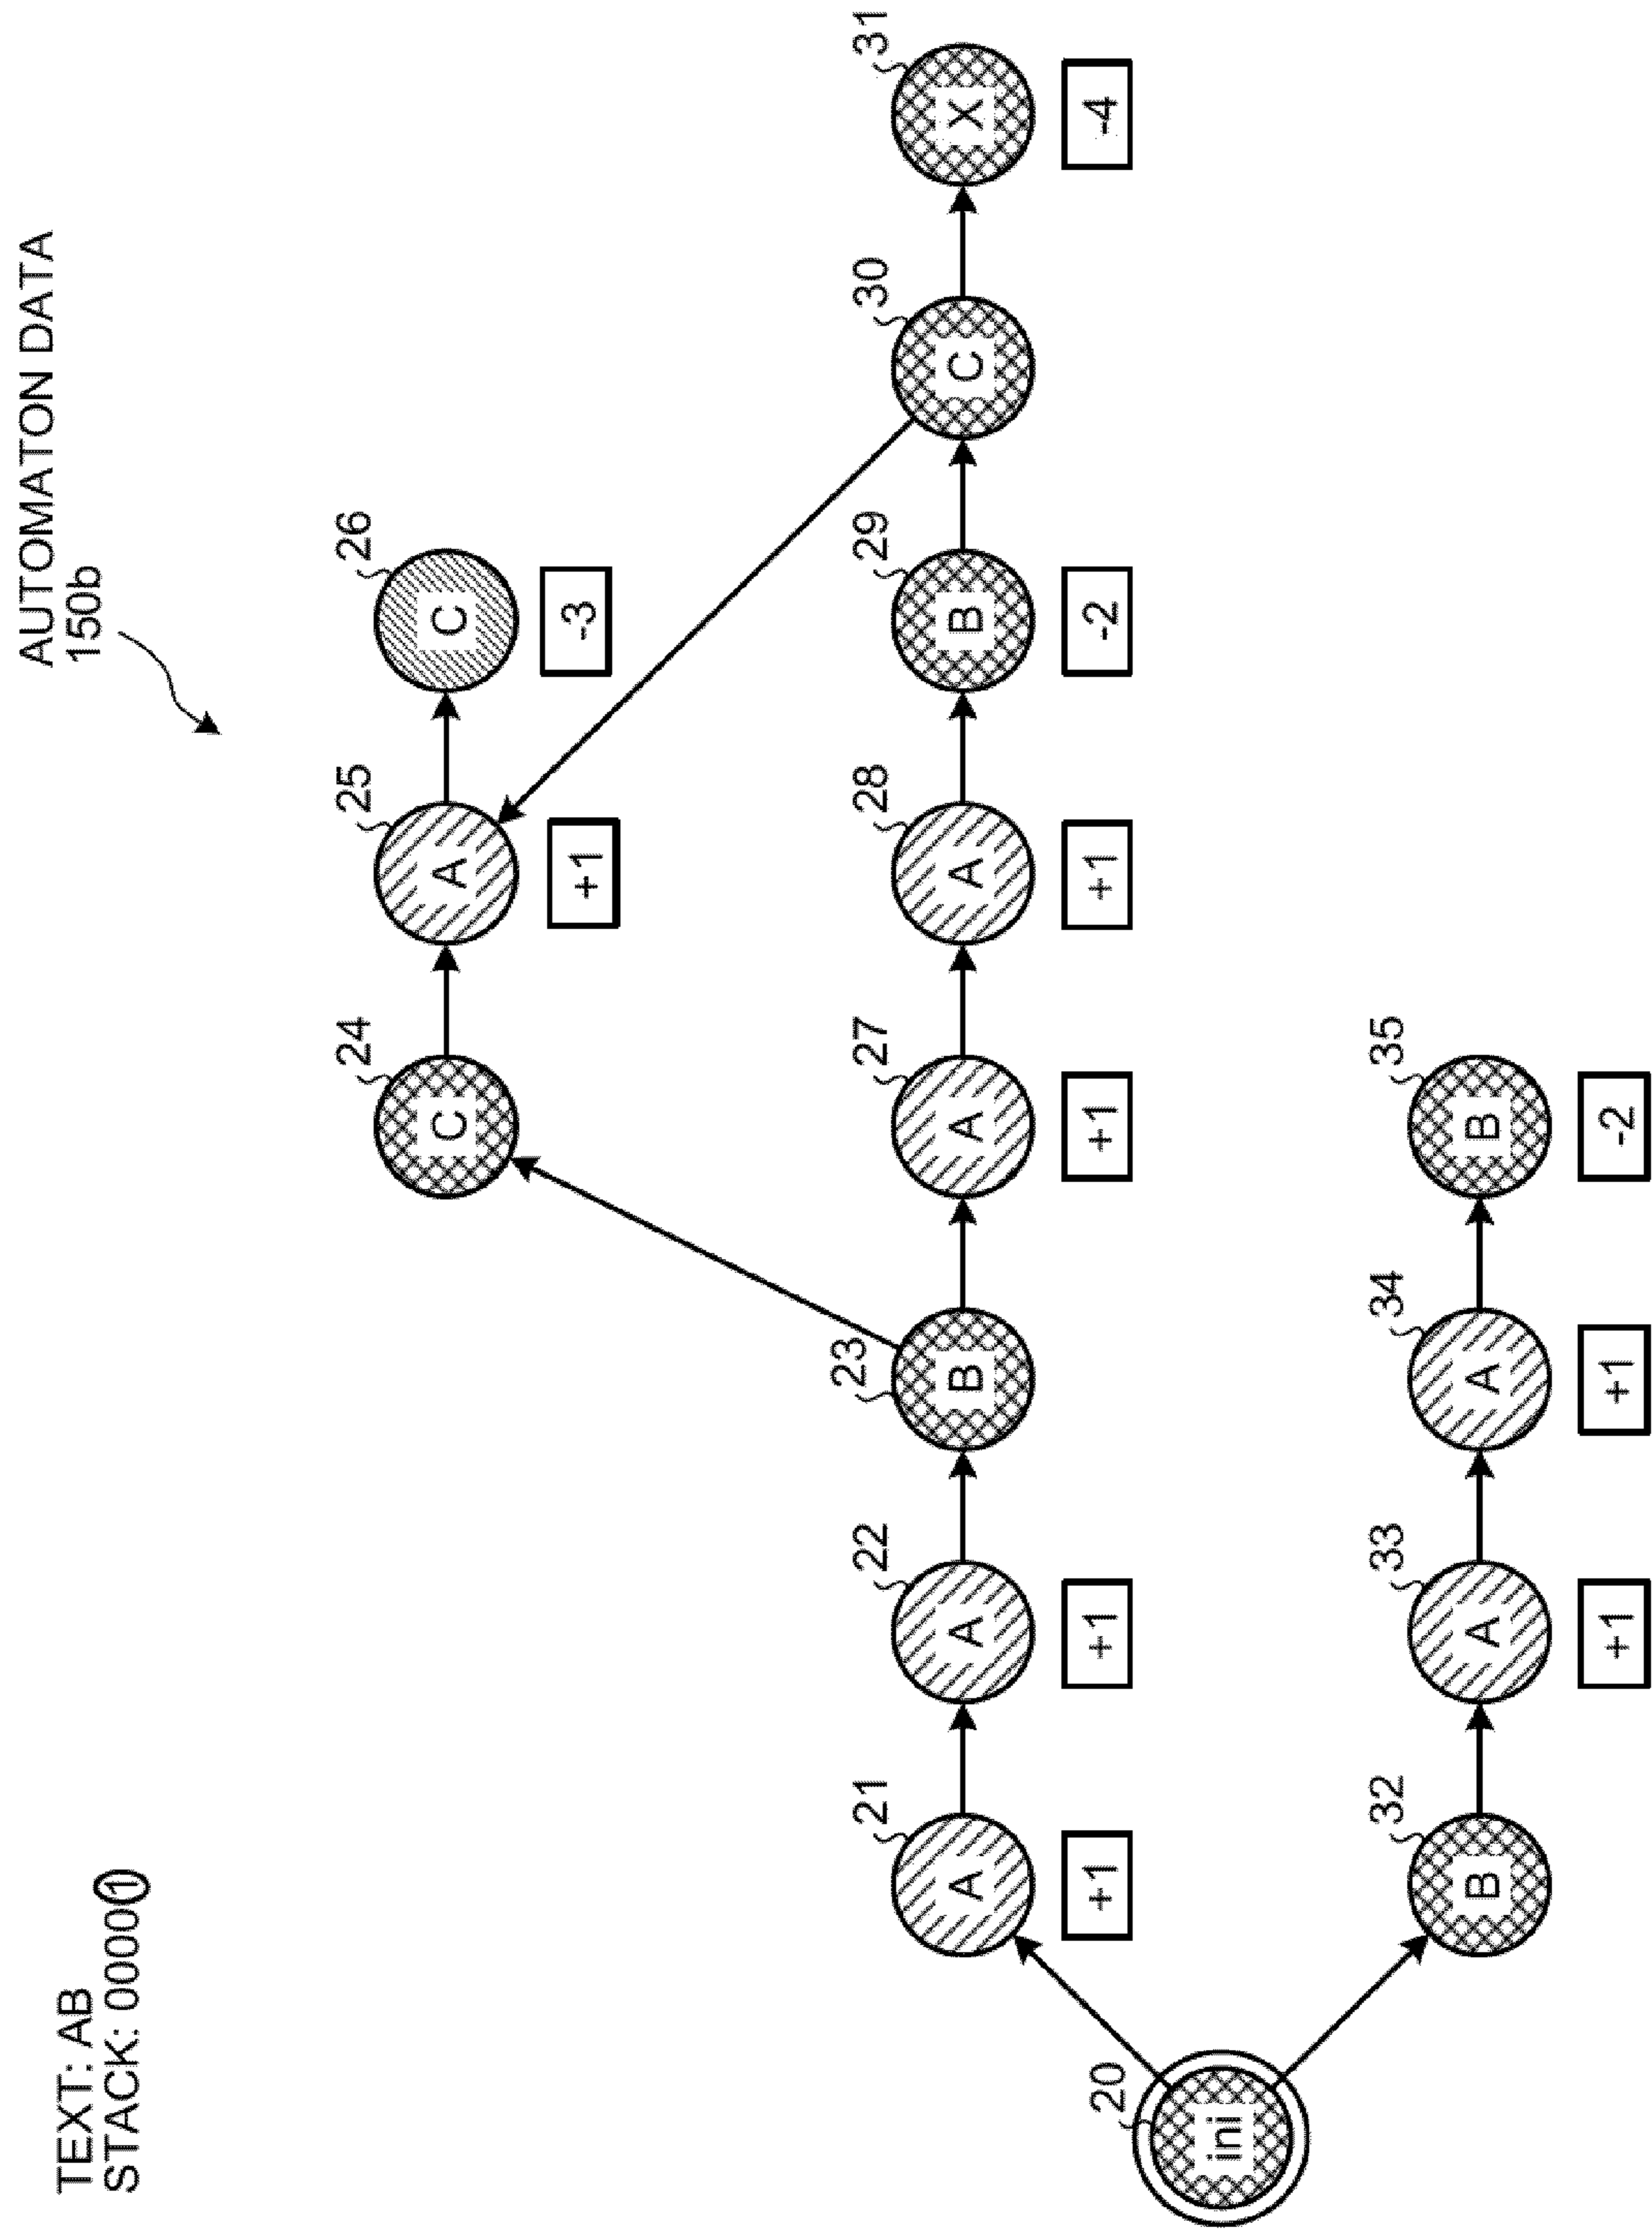 TEXT: AB
STACK: 000001
AUTOMATON DATA
150b
24 25 26
C A C
+1 -3
21 22 23 27 28 29 30 31
A A B A A B C X
+1 +1 +1 +1 -2 -4
20
ini
32 33 34 35
B A A B
+1 +1 -2